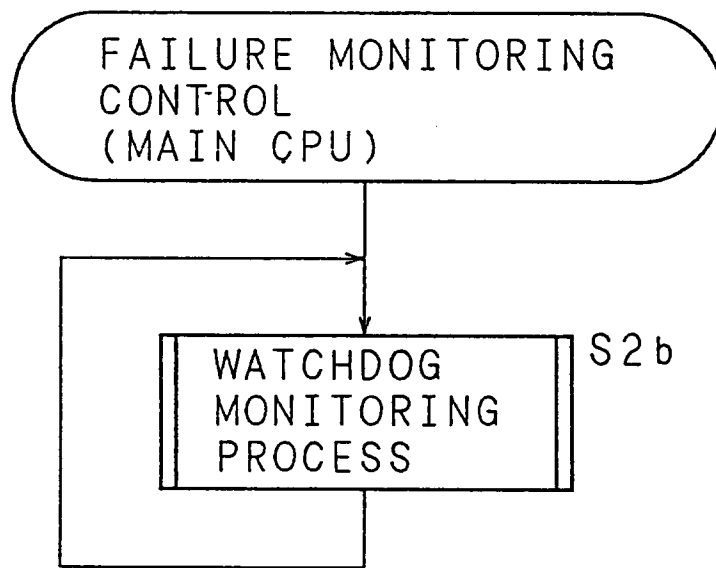 FAILURE MONITORING
CONTROL
(MAIN CPU)
WATCHDOG
MONITORING
PROCESS
S2b